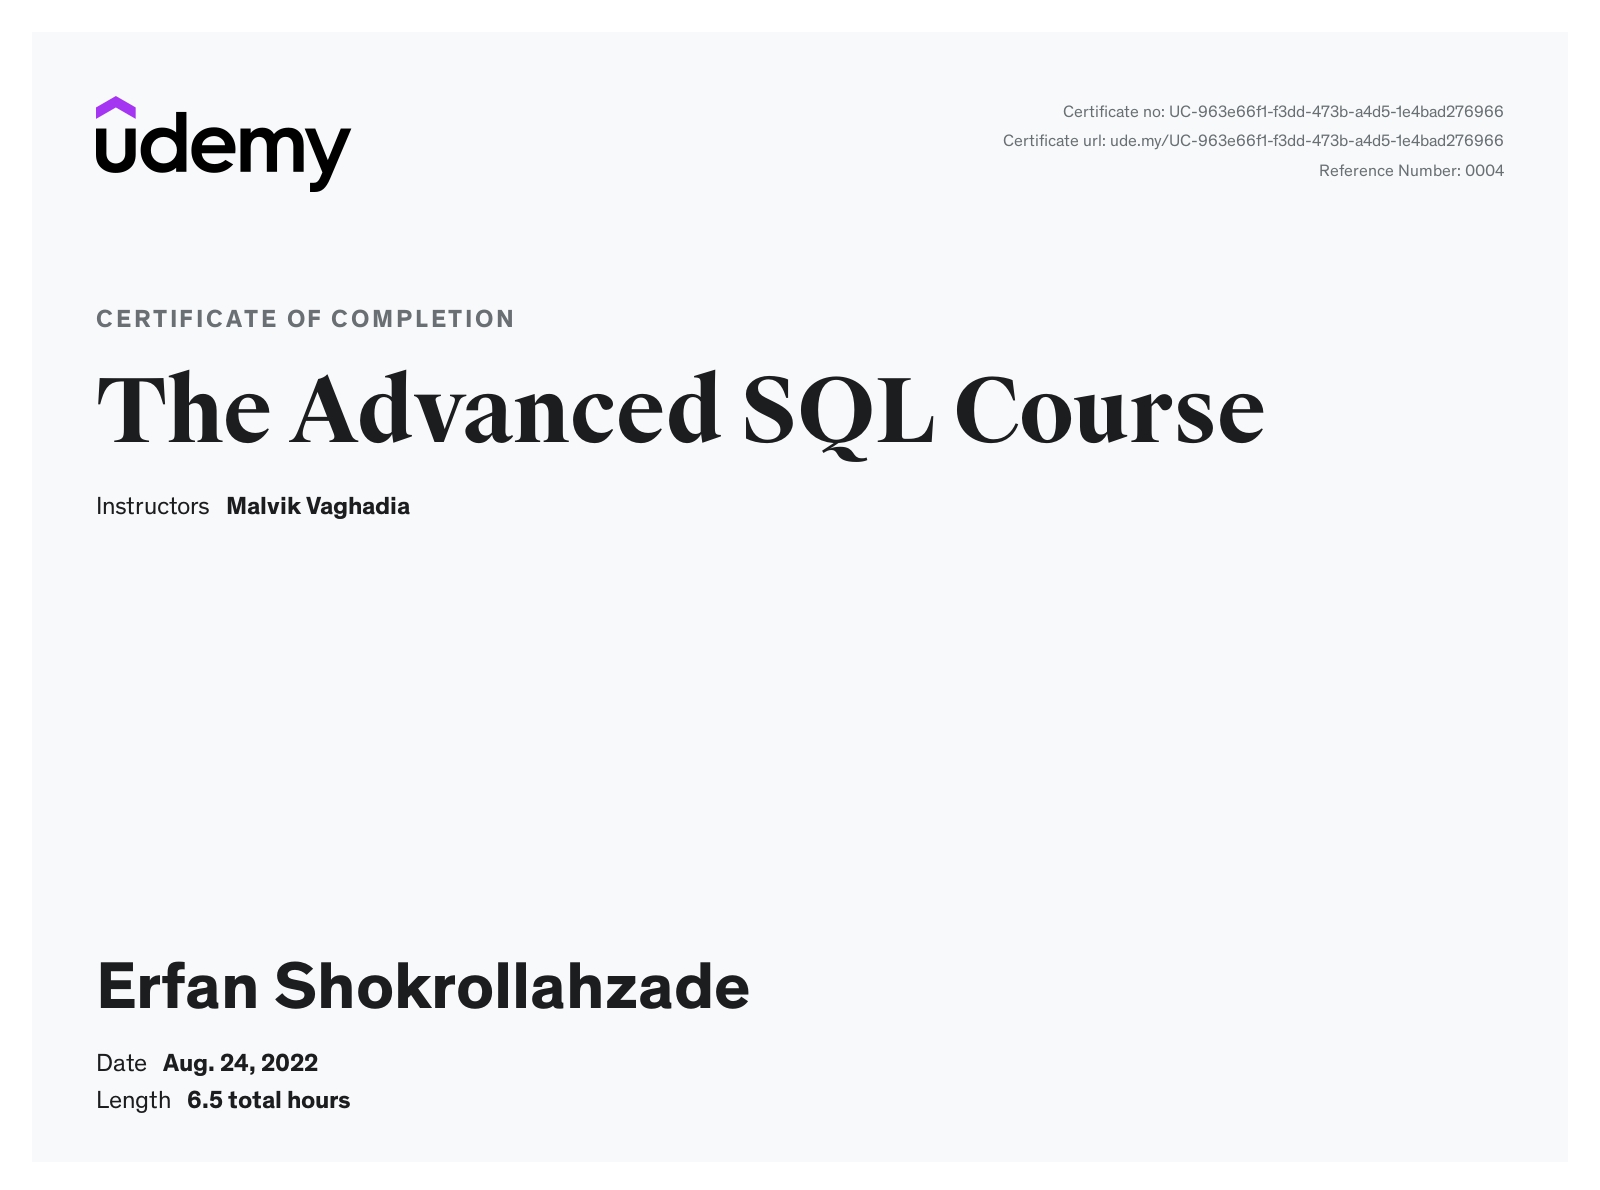 udemy
Certificate no: UC-963e66f1-f3dd-473b-a4d5-1e4bad276966
Certificate url: ude.my/UC-963e66f1-f3dd-473b-a4d5-1e4bad276966
Reference Number: 0004
CERTIFICATE OF COMPLETION
The Advanced SQL Course
Instructors Malvik Vaghadia
Erfan Shokrollahzade
Date Aug. 24, 2022
Length 6.5 total hours